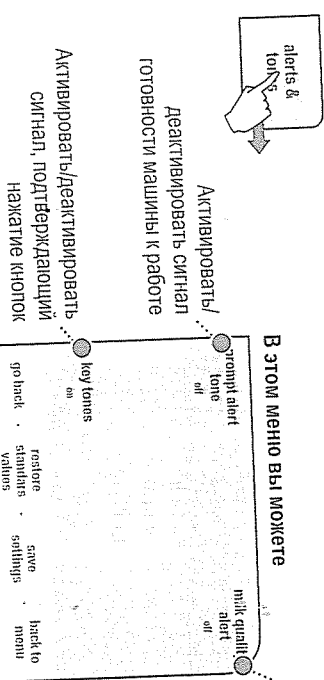 alerts &
tones
В этом меню вы можете
Активировать/
деактивировать сигнал
готовности машины к работе
prompt alert
tone
off
milk quality
alert
off
Активировать/деактивировать
сигнал, подтверждающий
нажатие кнопок
key tones
on
go back · restore
standars
values · save
settings · back to
menu